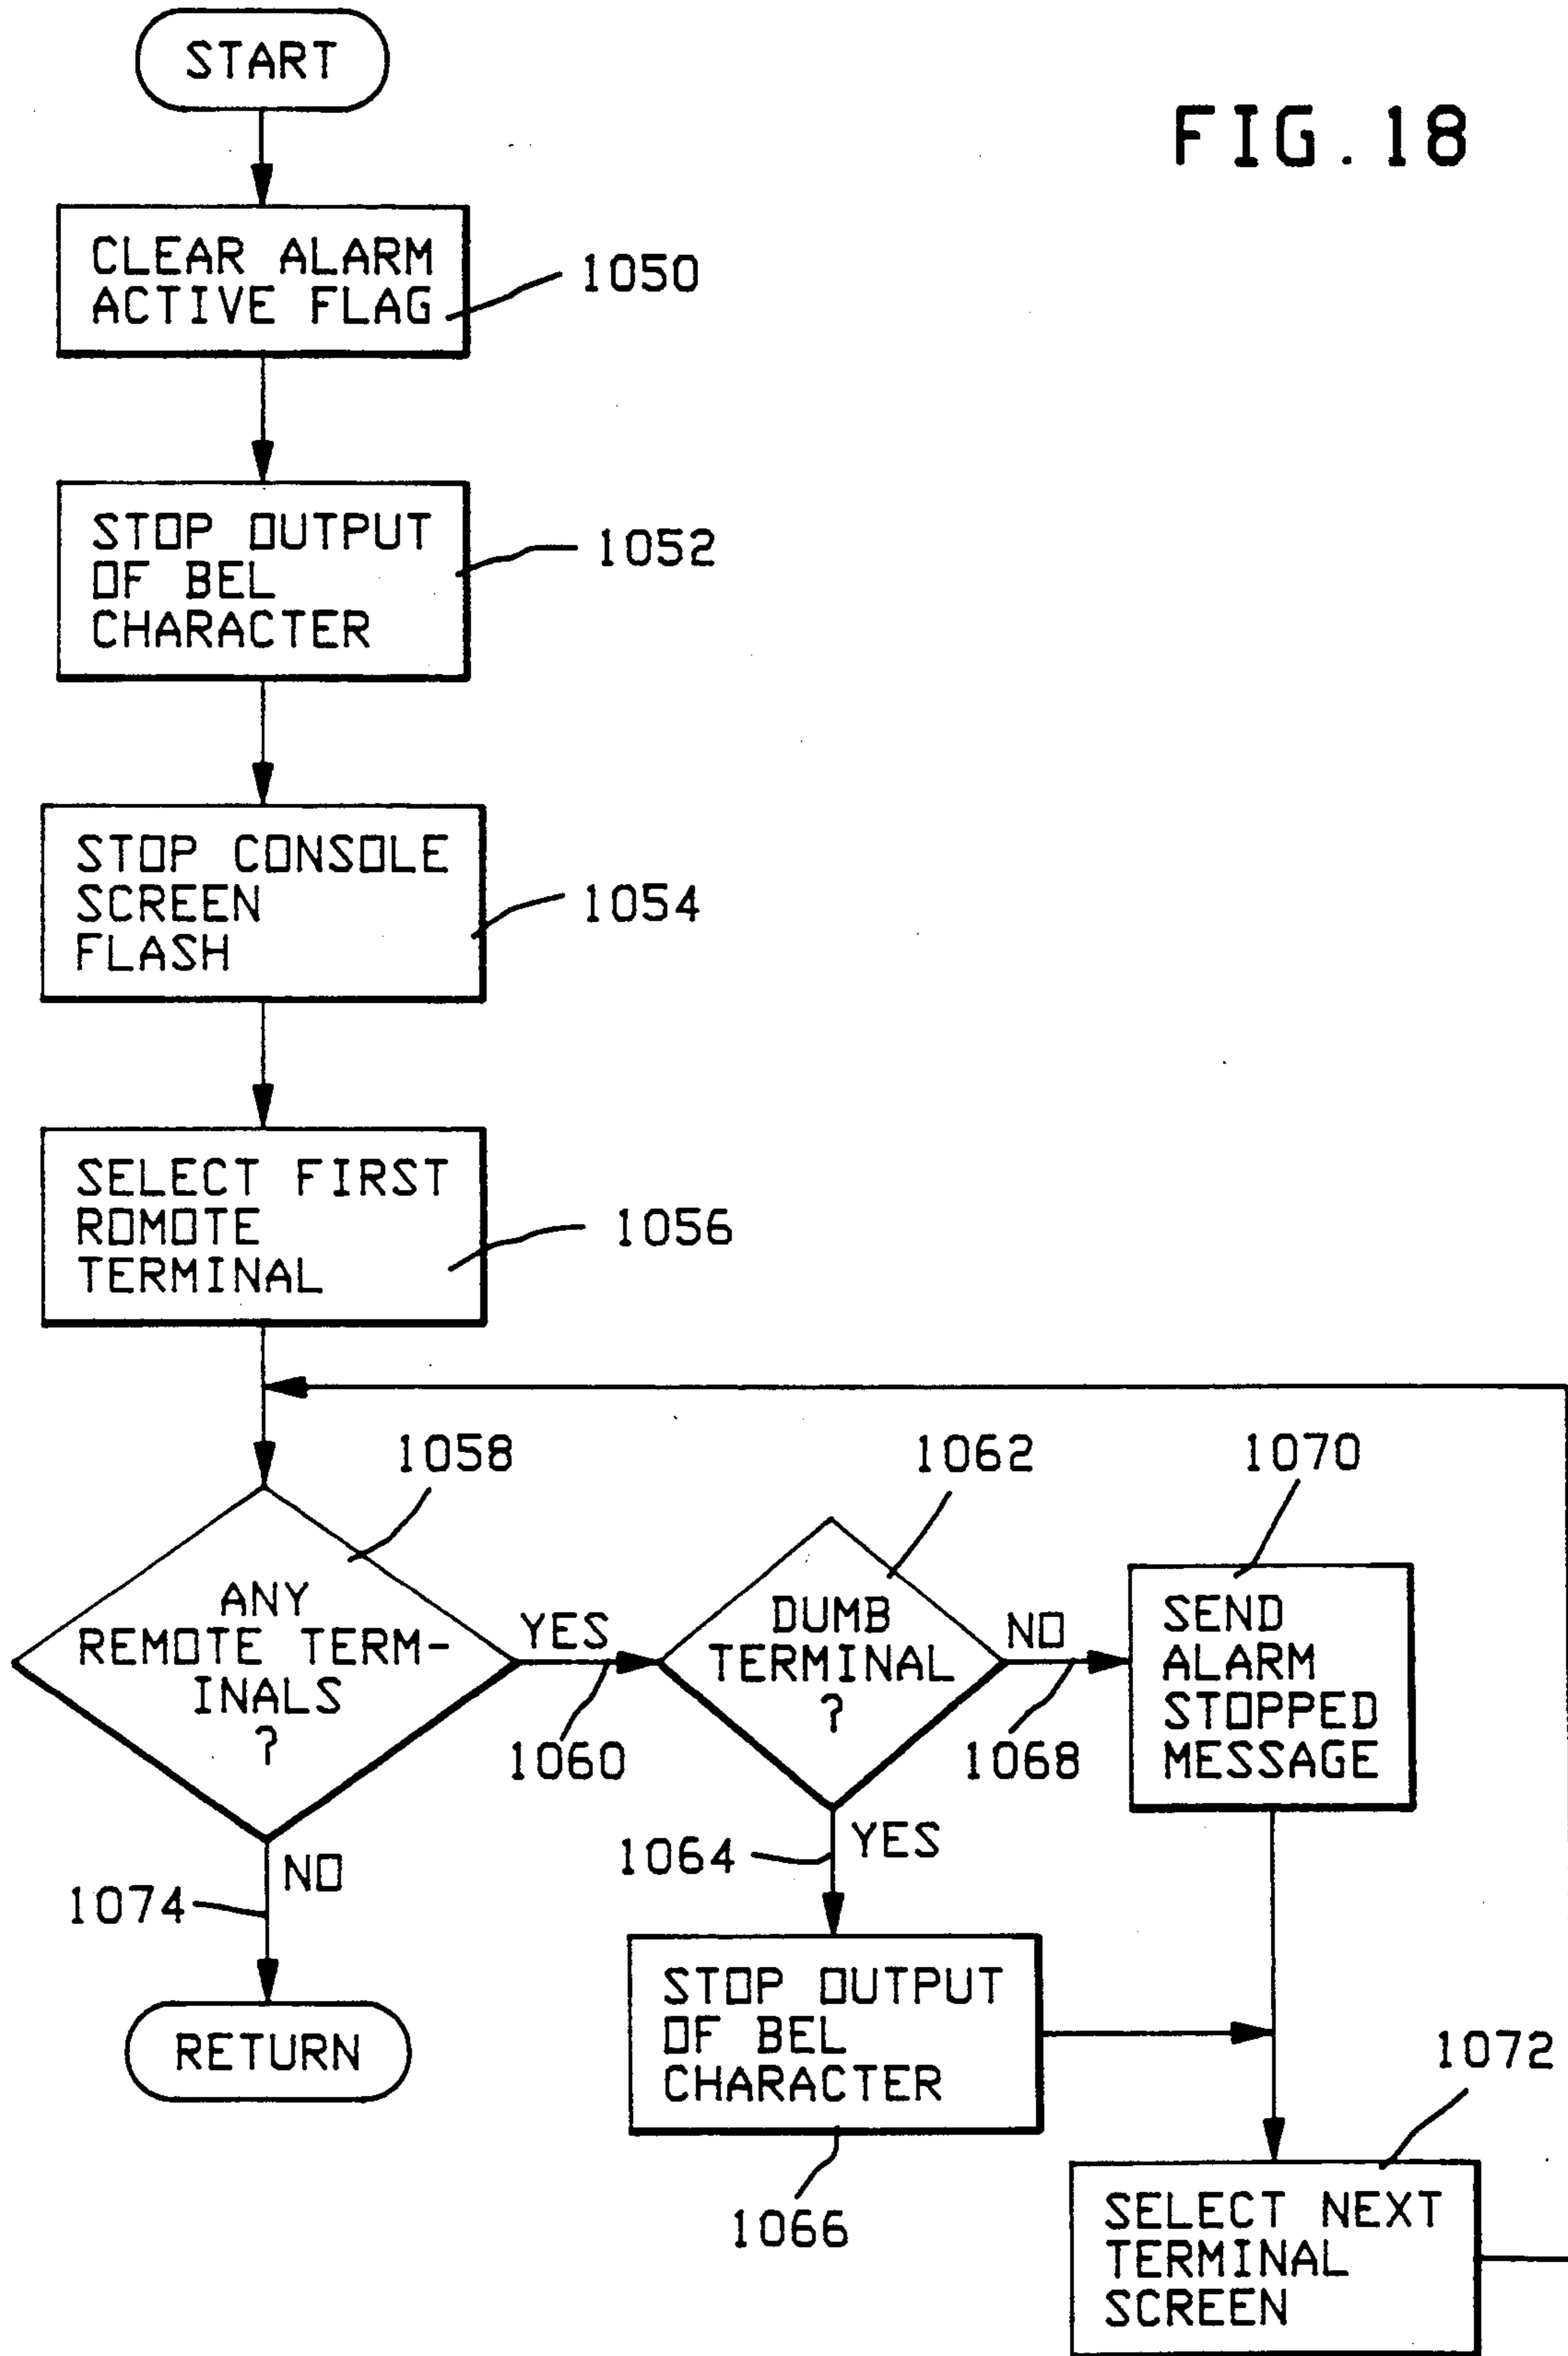 START
FIG.18
CLEAR ALARM
ACTIVE FLAG
1050
STOP OUTPUT
OF BEL
CHARACTER
1052
STOP CONSOLE
SCREEN
FLASH
1054
SELECT FIRST
ROMOTE
TERMINAL
1056
1058
ANY
REMOTE TERM-
INALS
?
YES
1060
1062
DUMB
TERMINAL
?
NO
1068
1070
SEND
ALARM
STOPPED
MESSAGE
1064
YES
NO
1074
RETURN
STOP OUTPUT
OF BEL
CHARACTER
1066
1072
SELECT NEXT
TERMINAL
SCREEN